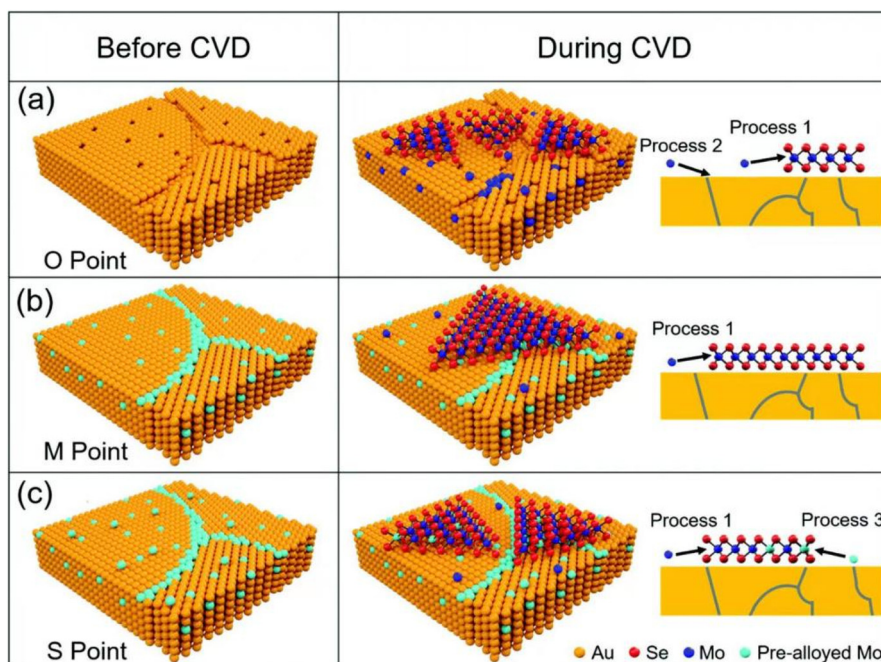 Before CVD
During CVD
(a)
O Point
Process 2
Process 1
(b)
M Point
Process 1
(c)
S Point
Process 1
Process 3
Au Se Mo Pre-alloyed Mo